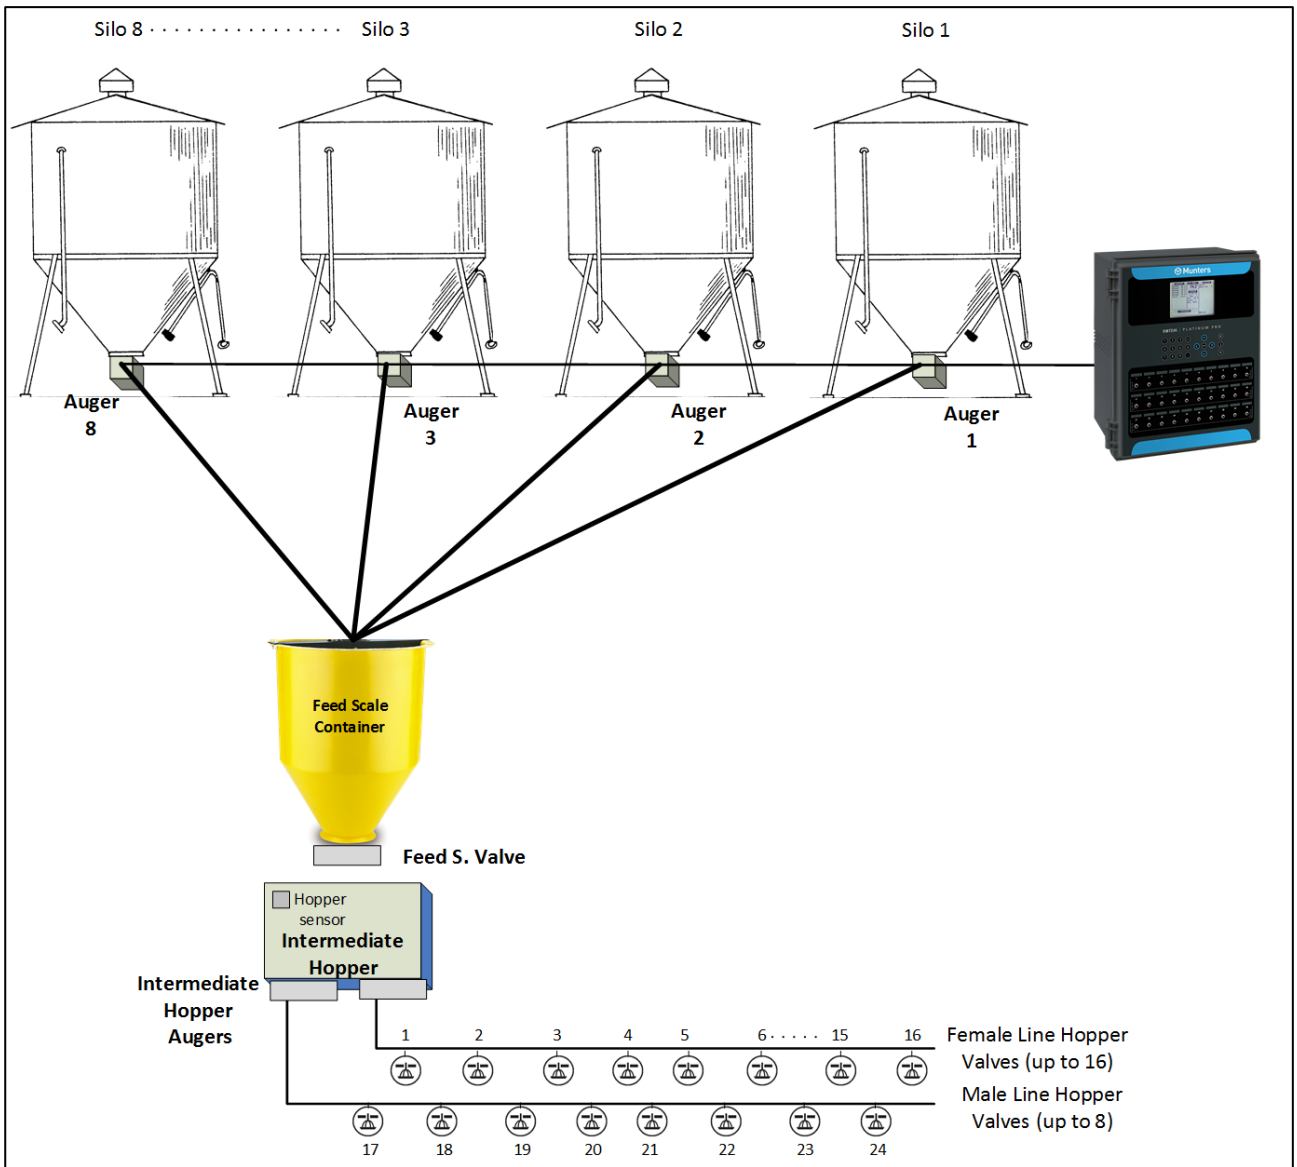 Silo 8 · · · · · · · · · · · · · · · · Silo 3
Silo 2
Silo 1
Munters
PLATINUM PRO
Auger
8
Auger
3
Auger
2
Auger
1
Feed Scale
Container
Feed S. Valve
Hopper
sensor
Intermediate
Hopper
Intermediate
Hopper
Augers
1 2 3 4 5 6 · · · · · 15 16
Female Line Hopper
Valves (up to 16)
Male Line Hopper
Valves (up to 8)
17 18 19 20 21 22 23 24